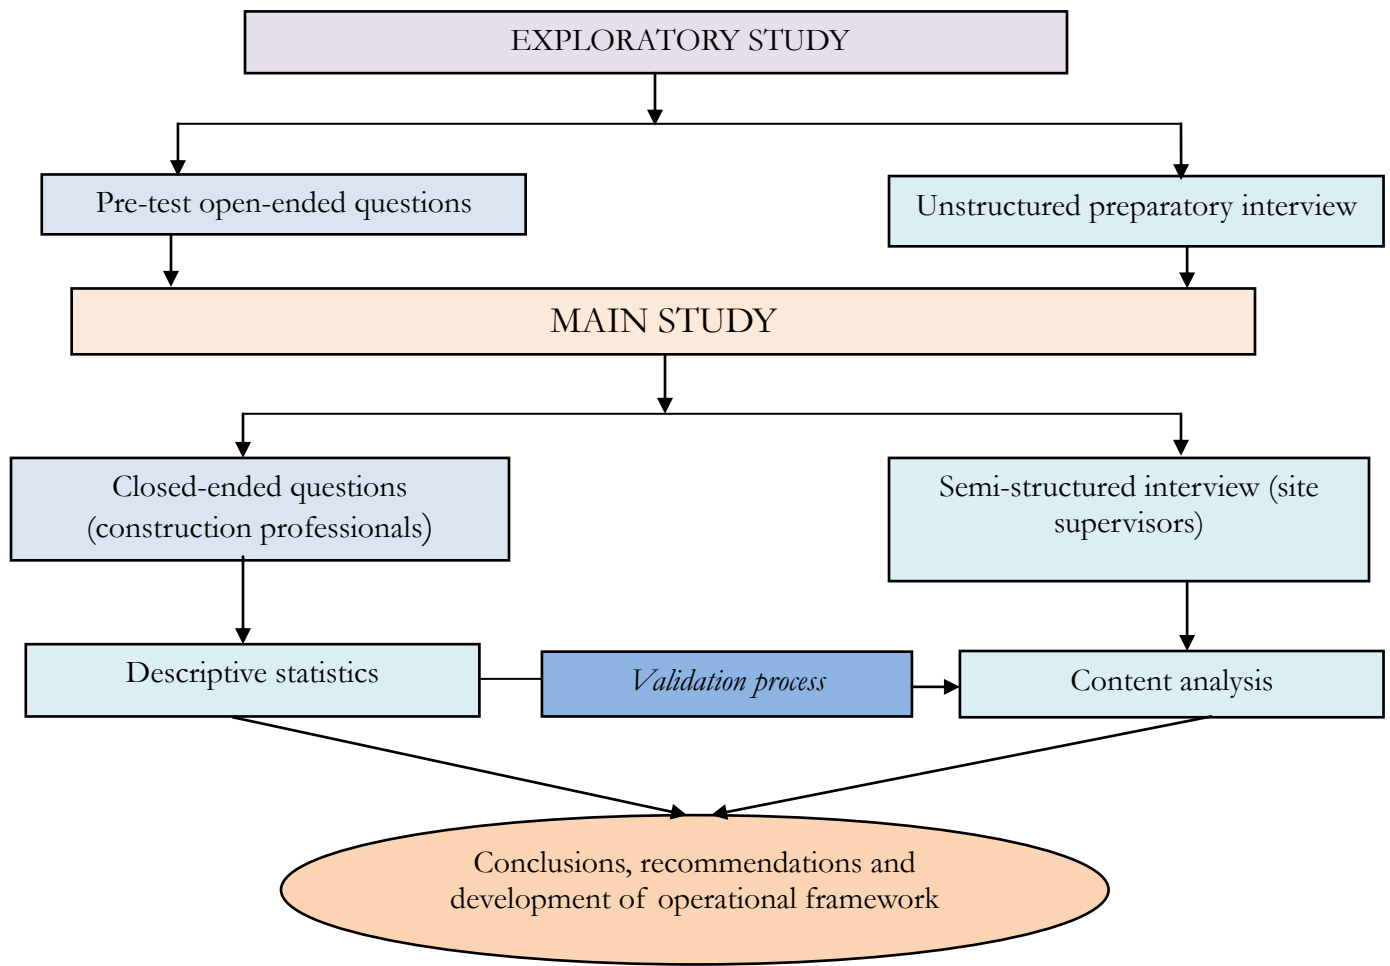 EXPLORATORY STUDY
Pre-test open-ended questions
Unstructured preparatory interview
MAIN STUDY
Closed-ended questions
(construction professionals)
Semi-structured interview (site
supervisors)
Descriptive statistics
Validation process
Content analysis
Conclusions, recommendations and
development of operational framework